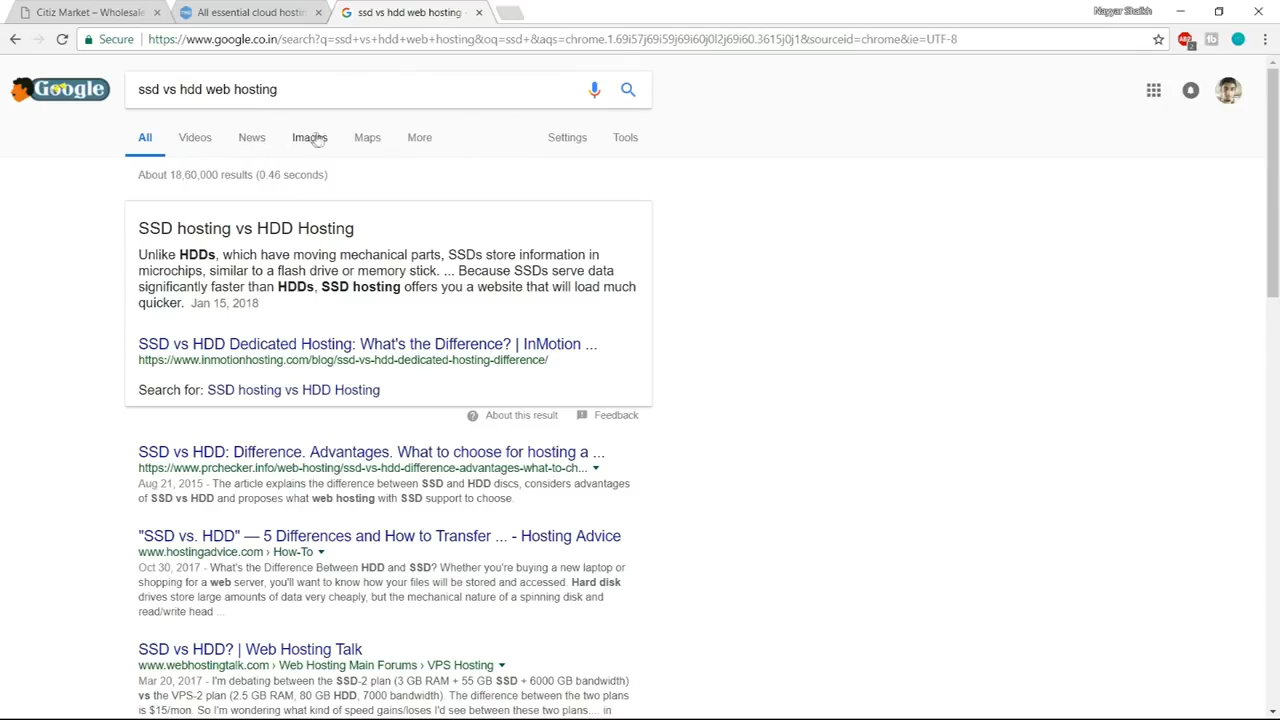 Citiz Market – Wholesale
All essential cloud hostin
ssd vs hdd web hosting
Nayyar Shaikh
Secure
https://www.google.co.in/search?q=ssd+vs+hdd+web+hosting&oq=ssd+&aqs=chrome.1.69i57j69i59j69i60j0l2j69i60.3615j0j1&sourceid=chrome&ie=UTF-8
Google
ssd vs hdd web hosting
All
Videos
News
Images
Maps
More
Settings
Tools
About 18,60,000 results (0.46 seconds)
SSD hosting vs HDD Hosting
Unlike HDDs, which have moving mechanical parts, SSDs store information in
microchips, similar to a flash drive or memory stick. ... Because SSDs serve data
significantly faster than HDDs, SSD hosting offers you a website that will load much
quicker. Jan 15, 2018
SSD vs HDD Dedicated Hosting: What's the Difference? | InMotion ...
https://www.inmotionhosting.com/blog/ssd-vs-hdd-dedicated-hosting-difference/
Search for: SSD hosting vs HDD Hosting
About this result
Feedback
SSD vs HDD: Difference. Advantages. What to choose for hosting a ...
https://www.prchecker.info/web-hosting/ssd-vs-hdd-difference-advantages-what-to-ch...
Aug 21, 2015 - The article explains the difference between SSD and HDD discs, considers advantages
of SSD vs HDD and proposes what web hosting with SSD support to choose.
"SSD vs. HDD" — 5 Differences and How to Transfer ... - Hosting Advice
www.hostingadvice.com › How-To
Oct 30, 2017 - What's the Difference Between HDD and SSD? Whether you're buying a new laptop or
shopping for a web server, you'll want to know how your files will be stored and accessed. Hard disk
drives store large amounts of data very cheaply, but the mechanical nature of a spinning disk and
read/write head ...
SSD vs HDD? | Web Hosting Talk
www.webhostingtalk.com › Web Hosting Main Forums › VPS Hosting
Mar 20, 2017 - I'm debating between the SSD-2 plan (3 GB RAM + 55 GB SSD + 6000 GB bandwidth)
vs the VPS-2 plan (2.5 GB RAM, 80 GB HDD, 7000 bandwidth). The difference between the two plans
is $15/mon. So I'm wondering what kind of speed gains/loses I'd see between these two plans.... in